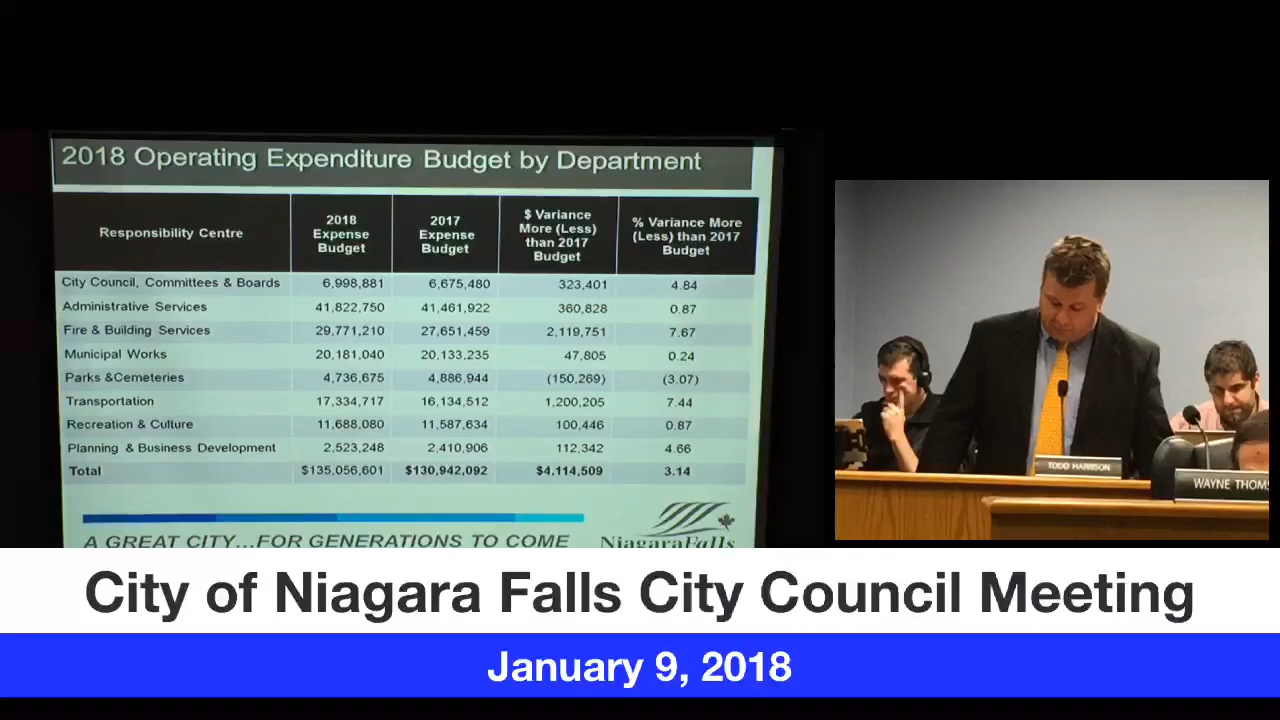 2018 Operating Expenditure Budget by Department
Responsibility Centre 2018 Expense Budget 2017 Expense Budget $ Variance More (Less) than 2017 Budget % Variance More (Less) than 2017 Budget
City Council, Committees & Boards 6,998,881 6,675,480 323,401 4.84
Administrative Services 41,822,750 41,461,922 360,828 0.87
Fire & Building Services 29,771,210 27,651,459 2,119,751 7.67
Municipal Works 20,181,040 20,133,235 47,805 0.24
Parks &Cemeteries 4,736,675 4,886,944 (150,269) (3.07)
Transportation 17,334,717 16,134,512 1,200,205 7.44
Recreation & Culture 11,688,080 11,587,634 100,446 0.87
Planning & Business Development 2,523,248 2,410,906 112,342 4.66
Total $135,056,601 $130,942,092 $4,114,509 3.14
A GREAT CITY...FOR GENERATIONS TO COME
NiagaraFalls
TODD HARRISON
WAYNE THOMS
City of Niagara Falls City Council Meeting
January 9, 2018